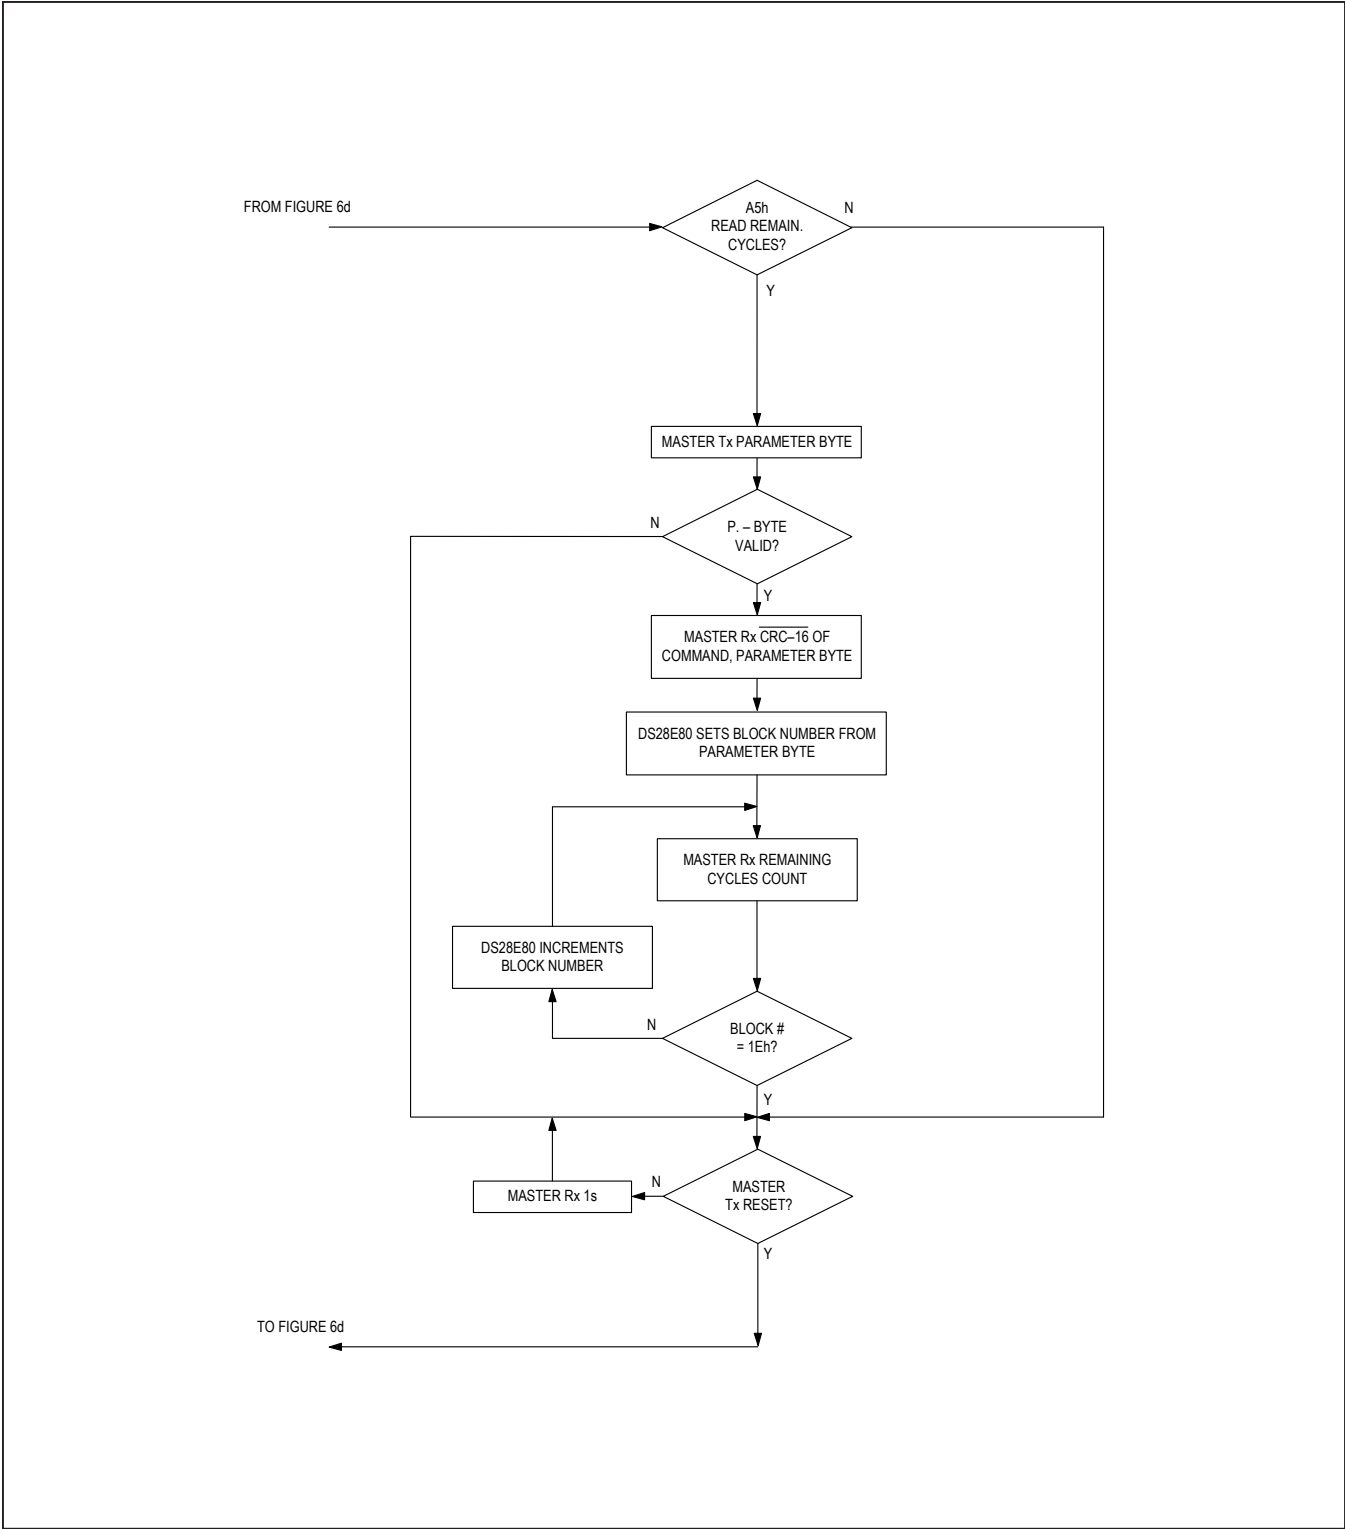 FROM FIGURE 6d
A5h
READ REMAIN.
CYCLES?
N
Y
MASTER Tx PARAMETER BYTE
N
P. – BYTE
VALID?
Y
MASTER Rx CRC–16 OF
COMMAND, PARAMETER BYTE
DS28E80 SETS BLOCK NUMBER FROM
PARAMETER BYTE
MASTER Rx REMAINING
CYCLES COUNT
DS28E80 INCREMENTS
BLOCK NUMBER
N
BLOCK #
= 1Eh?
Y
MASTER Rx 1s
N
MASTER
Tx RESET?
Y
TO FIGURE 6d